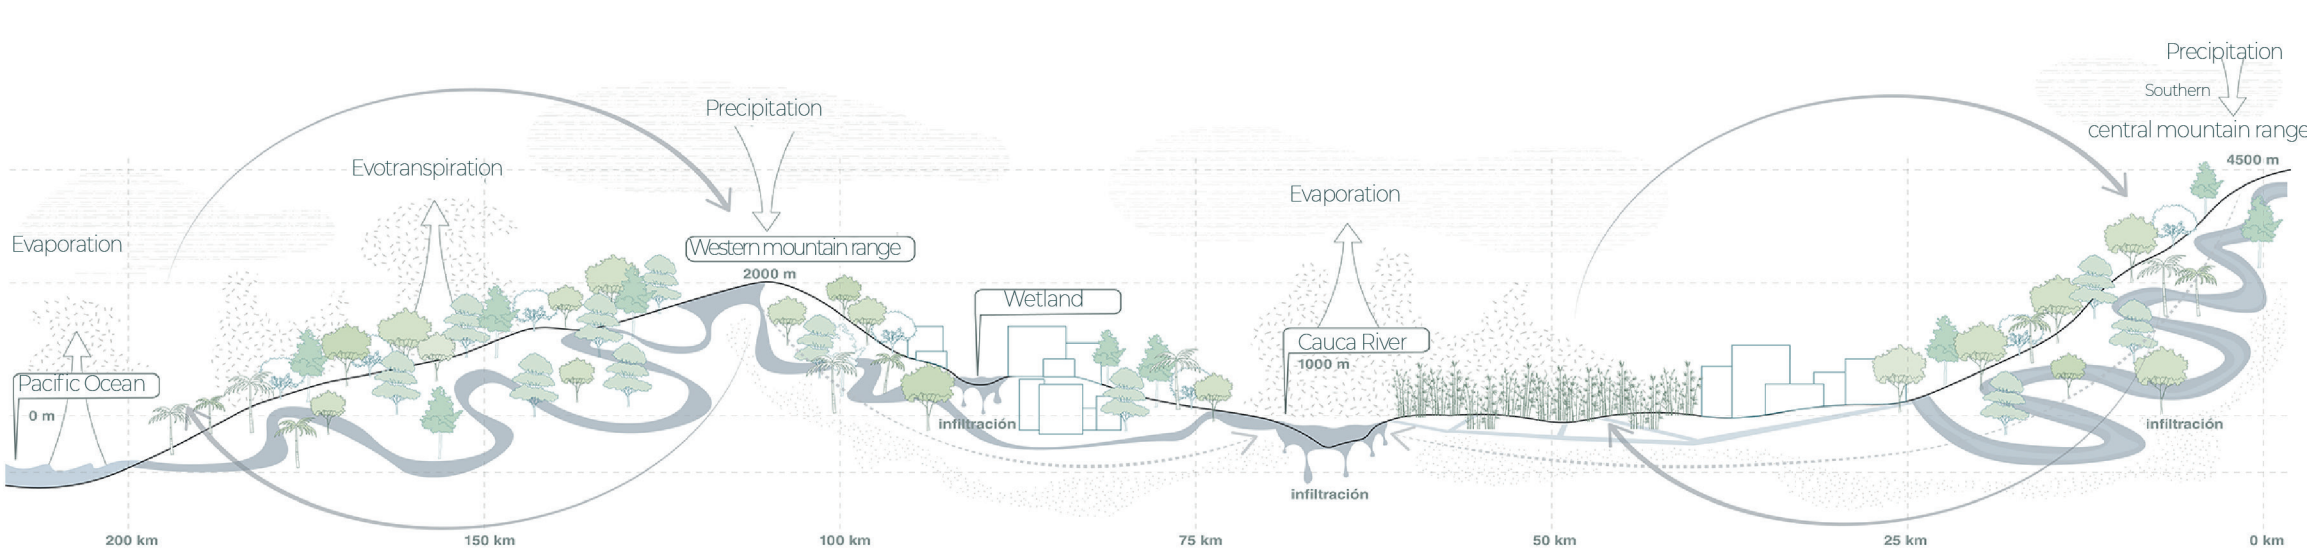 Precipitation
Southern
central mountain range
4500 m
Precipitation
Evotranspiration
Evaporation
Evaporation
Western mountain range
2000 m
Wetland
Cauca River
1000 m
Pacific Ocean
0 m
infiltración
infiltración
infiltración
200 km
150 km
100 km
75 km
50 km
25 km
0 km